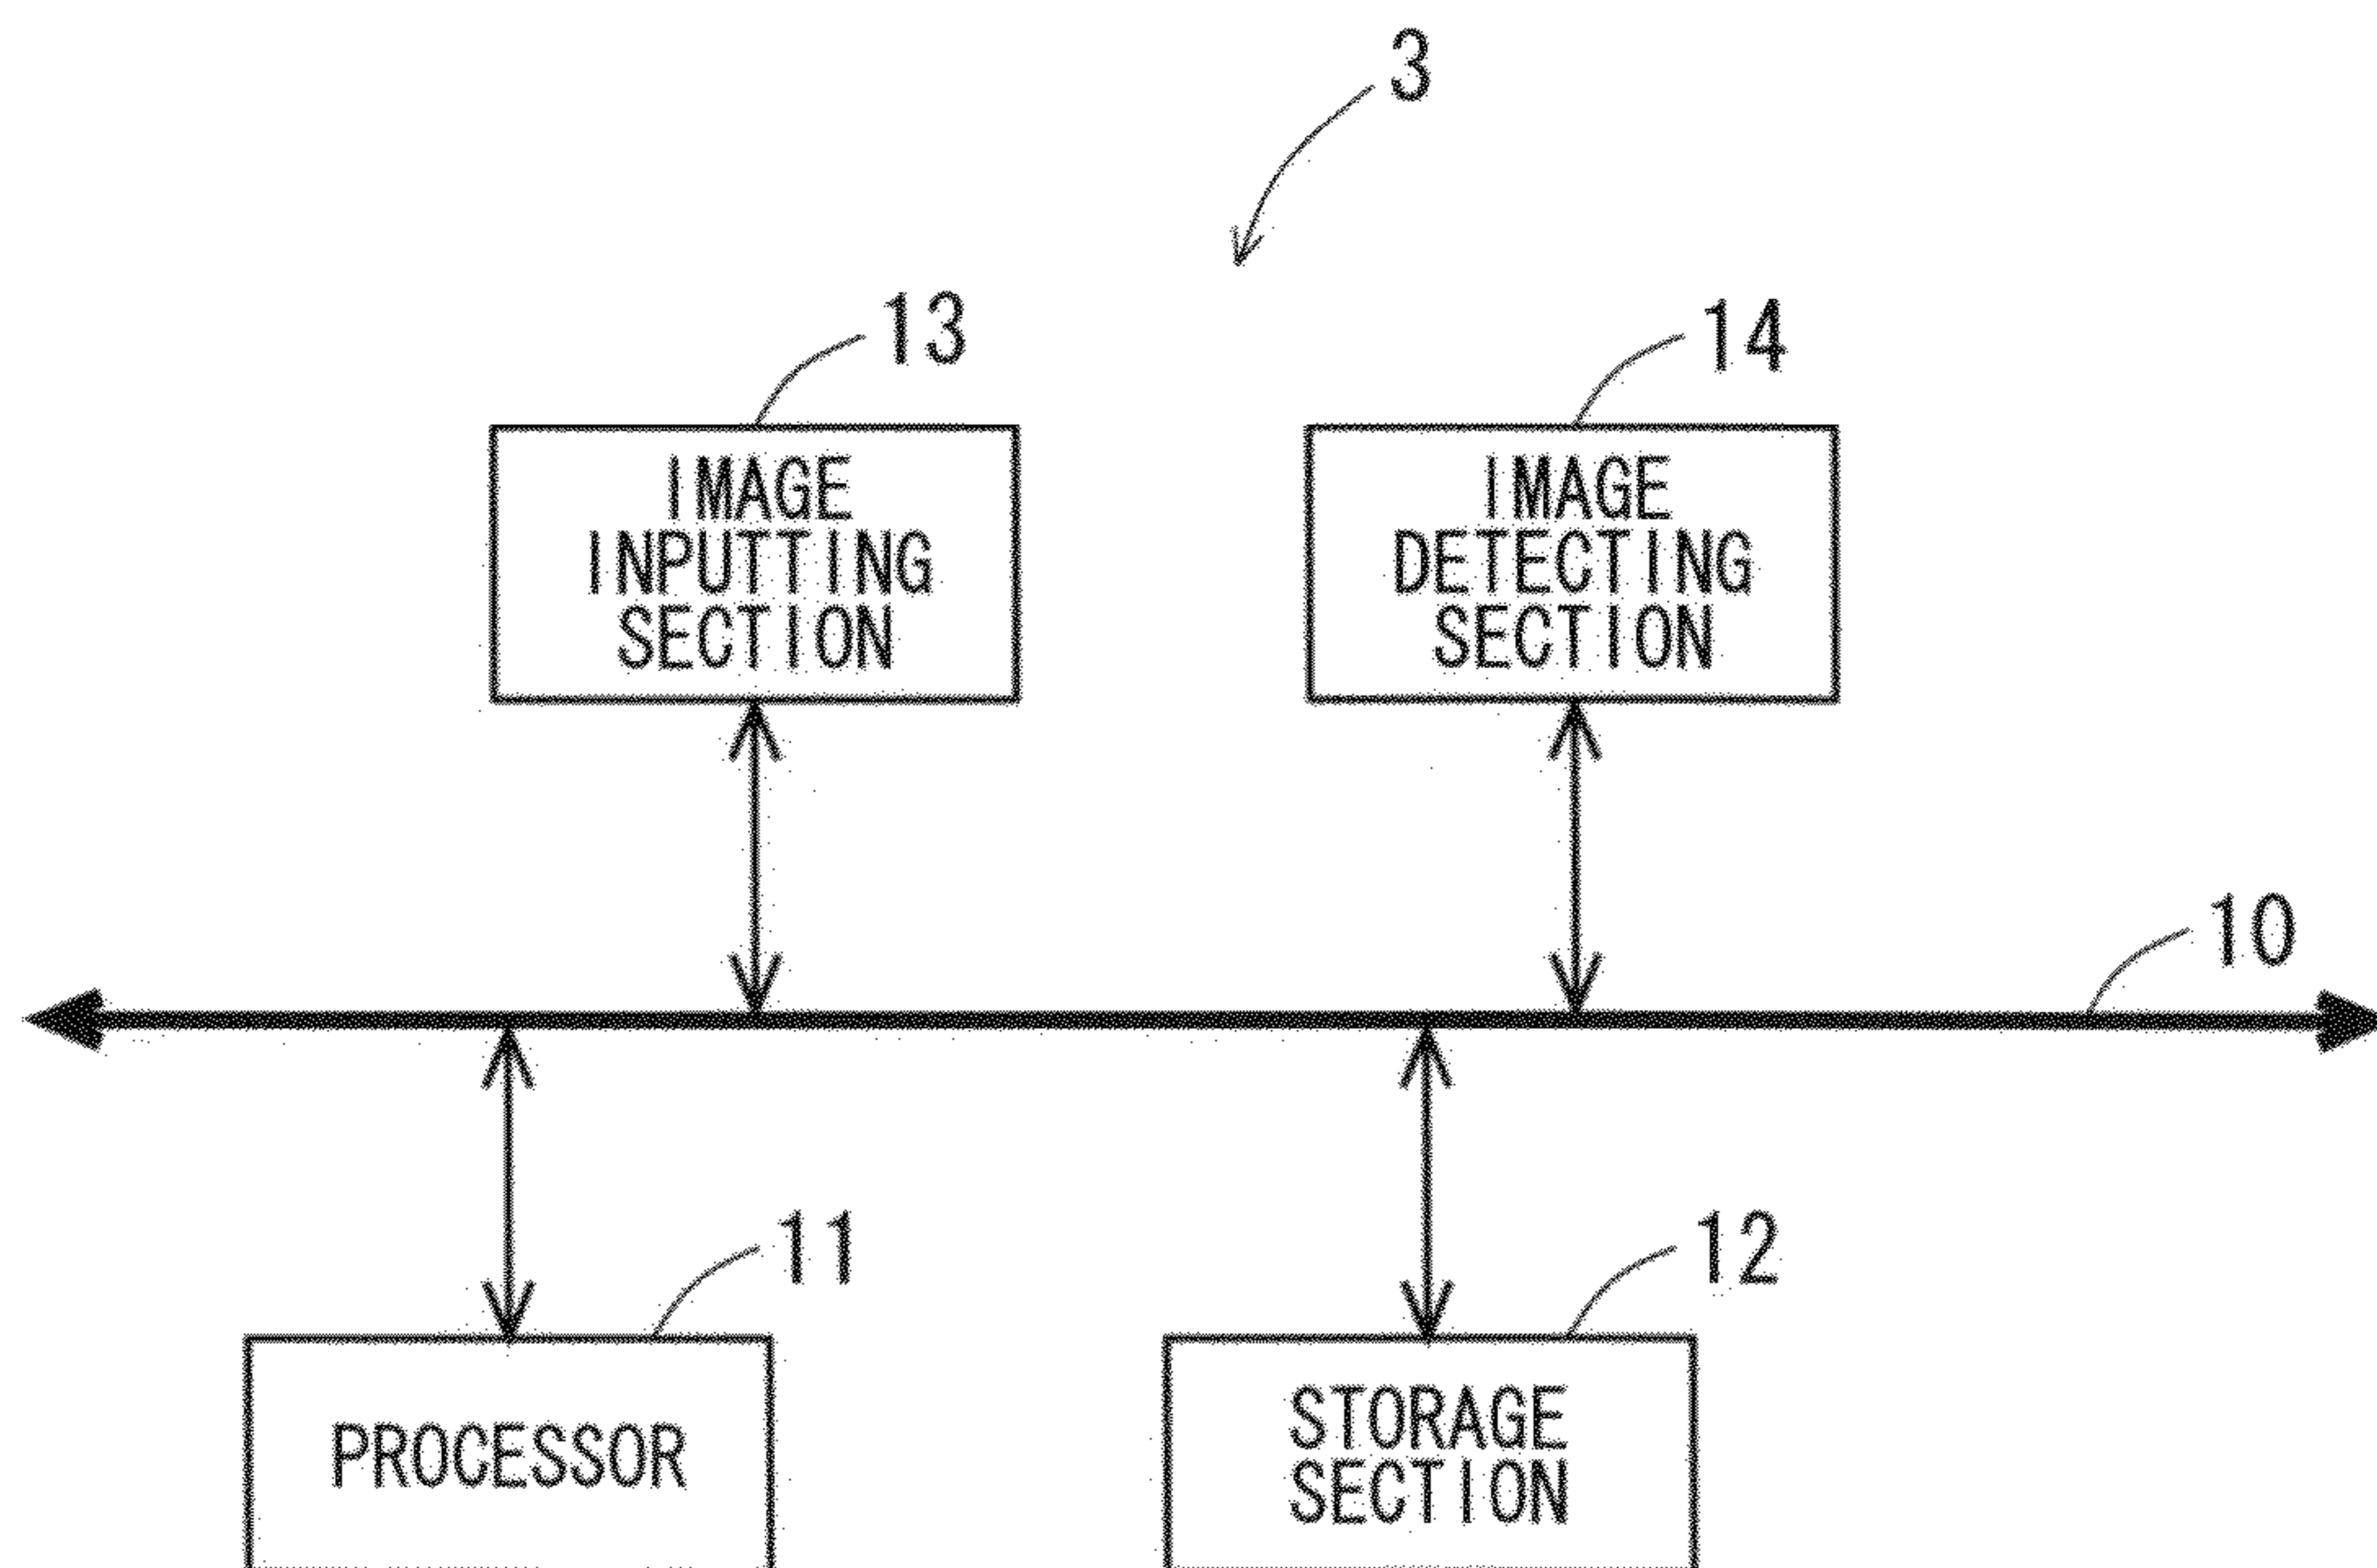 3
13
14
IMAGE
INPUTTING
SECTION
IMAGE
DETECTING
SECTION
10
11
12
PROCESSOR
STORAGE
SECTION